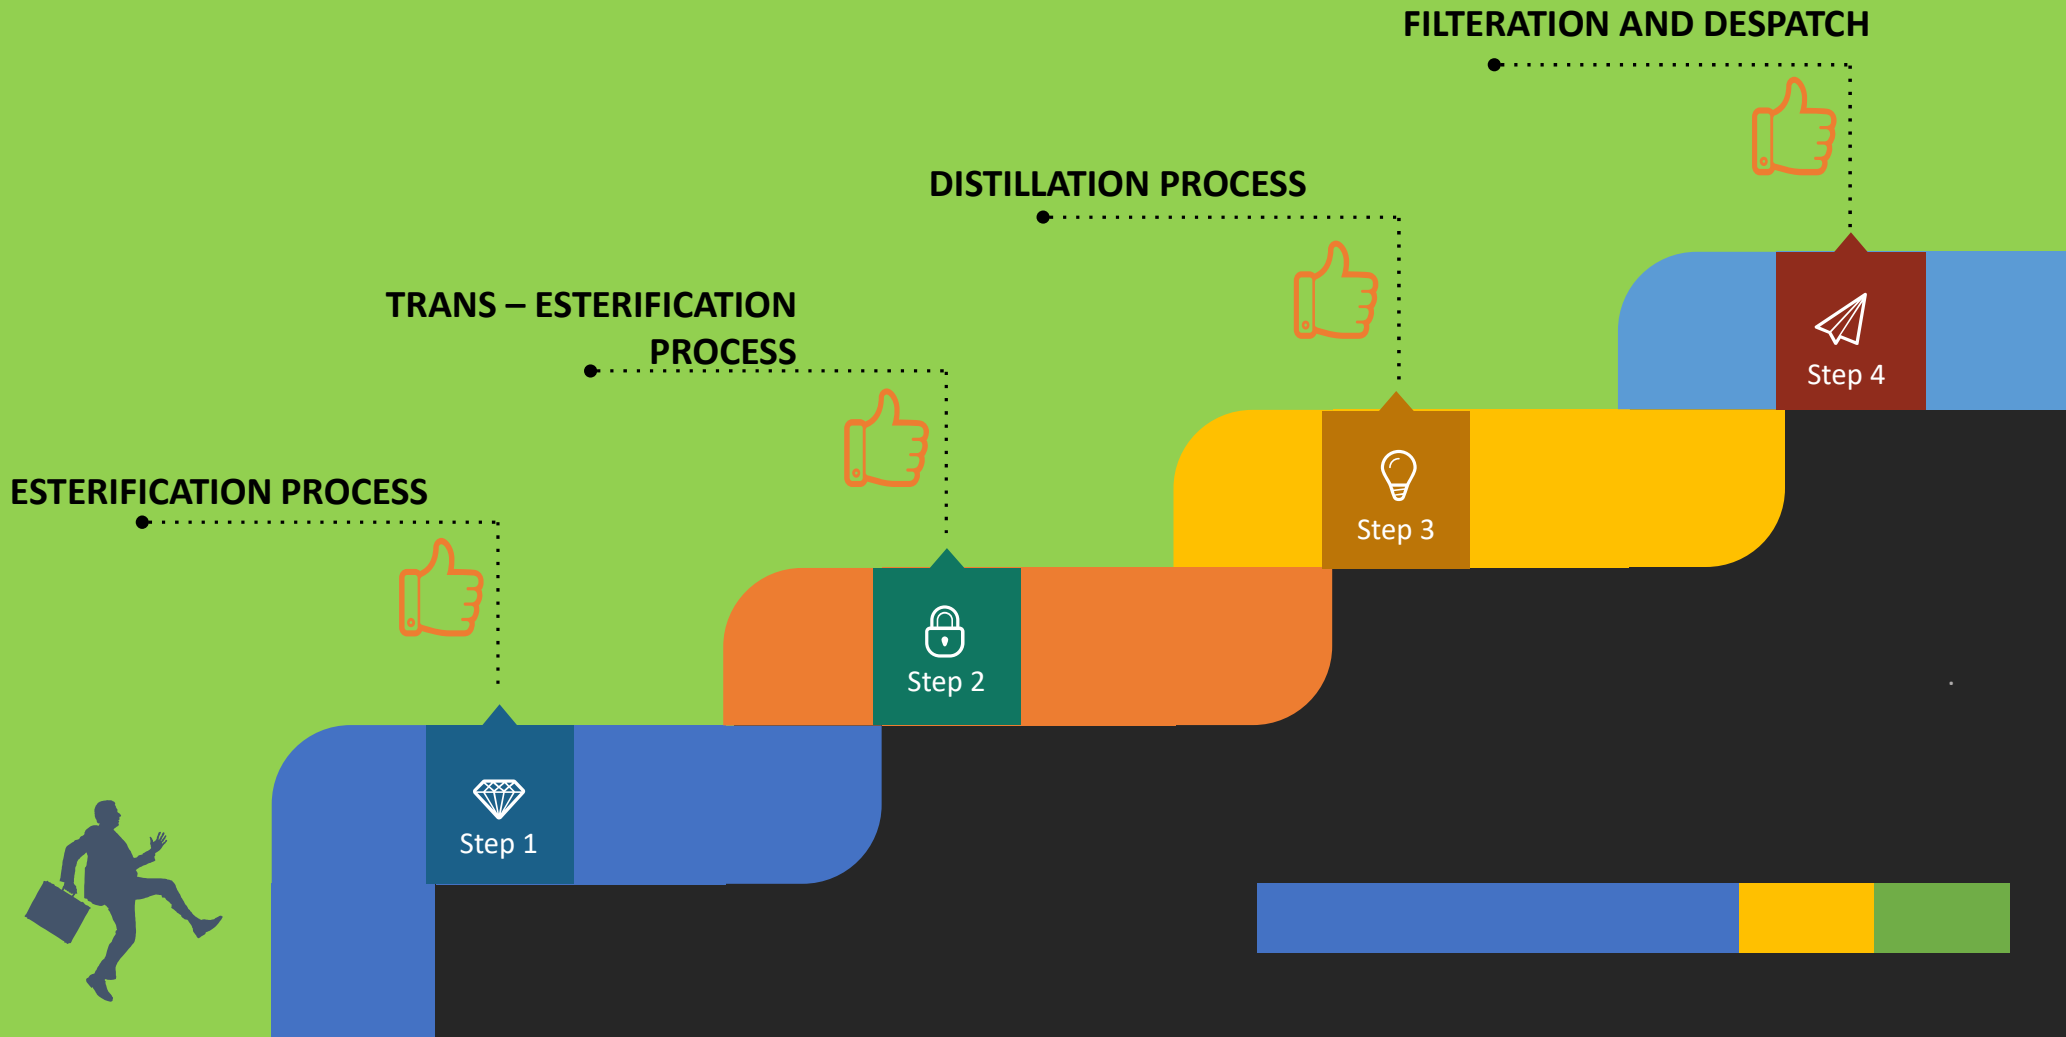 FILTERATION AND DESPATCH
DISTILLATION PROCESS
TRANS – ESTERIFICATION
PROCESS
ESTERIFICATION PROCESS
Step 4
Step 3
Step 2
Step 1